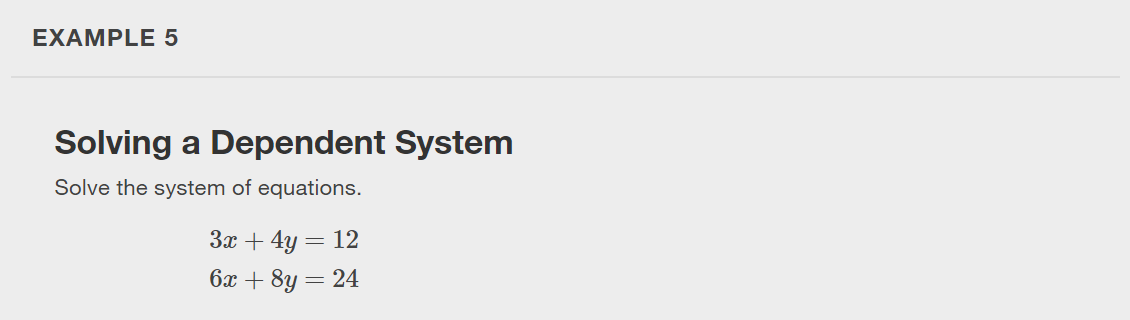 EXAMPLE 5
Solving a Dependent System
Solve the system of equations.
3x + 4y = 12
6x + 8y = 24